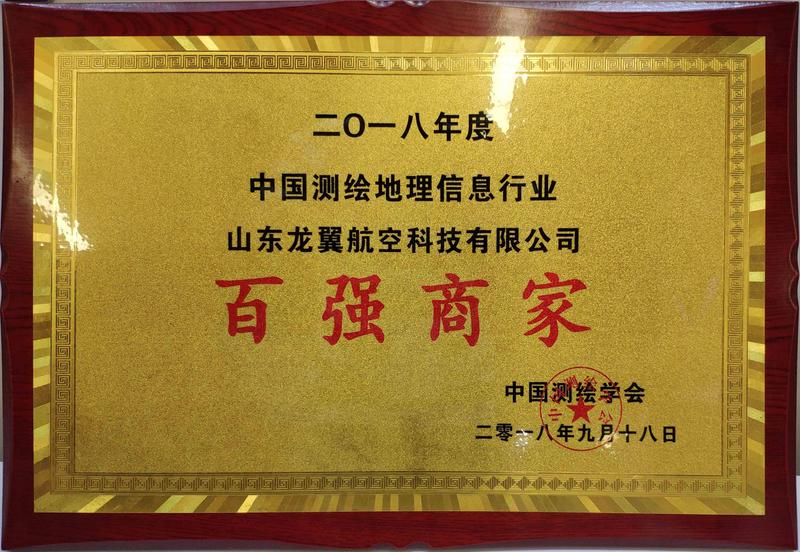 二O一八年度
中国测绘地理信息行业
山东龙翼航空科技有限公司
百强商家
中国测绘学会
二零一八年九月十八日